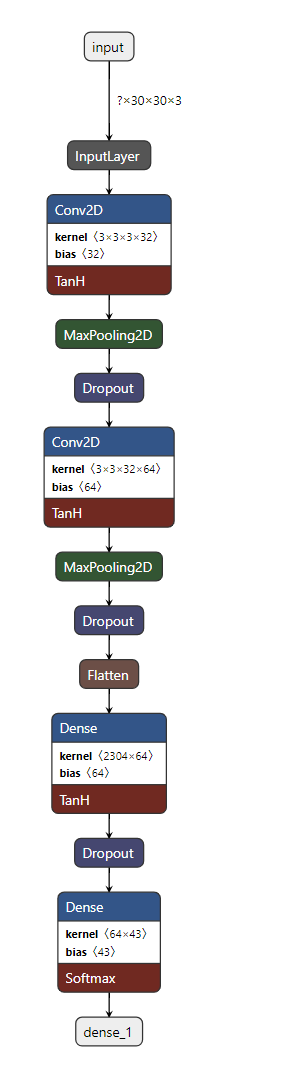 input
?×30×30×3
InputLayer
Conv2D
kernel 〈3×3×3×32〉
bias 〈32〉
TanH
MaxPooling2D
Dropout
Conv2D
kernel 〈3×3×32×64〉
bias 〈64〉
TanH
MaxPooling2D
Dropout
Flatten
Dense
kernel 〈2304×64〉
bias 〈64〉
TanH
Dropout
Dense
kernel 〈64×43〉
bias 〈43〉
Softmax
dense_1